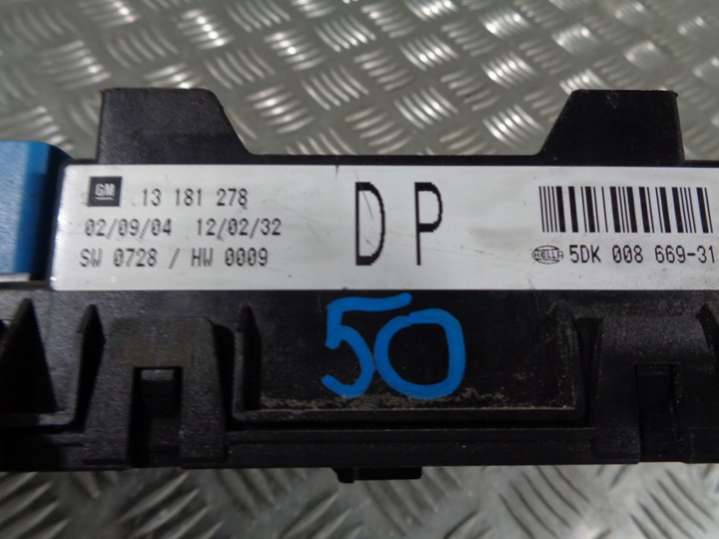 GM 13 181 278
02/09/04 12/02/32
SW 0728 / HW 0009
D P
HELLA 5DK 008 669-31
50